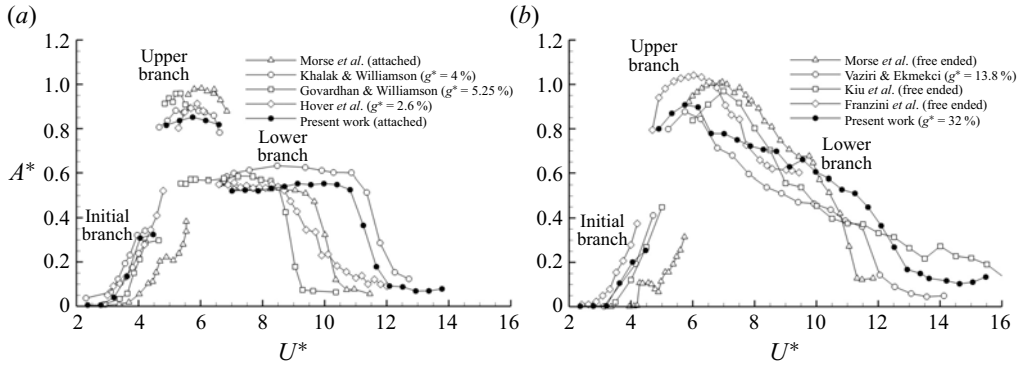 (a)
1.2
1.0
0.8
0.6
0.4
0.2
0
A*
2
4
6
8
10
12
14
16
U*
Upper
branch
Lower
branch
Initial
branch
Morse et al. (attached)
Khalak & Williamson (g* = 4 %)
Govardhan & Williamson (g* = 5.25 %)
Hover et al. (g* = 2.6 %)
Present work (attached)
(b)
1.2
1.0
0.8
0.6
0.4
0.2
0
2
4
6
8
10
12
14
16
U*
Upper
branch
Lower
branch
Initial
branch
Morse et al. (free ended)
Vaziri & Ekmekci (g* = 13.8 %)
Kiu et al. (free ended)
Franzini et al. (free ended)
Present work (g* = 32 %)